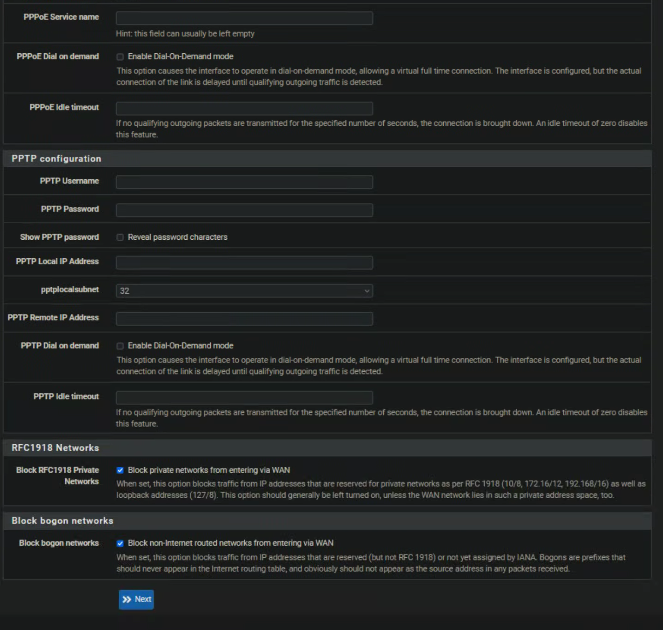 PPPoE Service name
Hint: this field can usually be left empty
PPPoE Dial on demand
Enable Dial-On-Demand mode
This option causes the interface to operate in dial-on-demand mode, allowing a virtual full time connection. The interface is configured, but the actual
connection of the link is delayed until qualifying outgoing traffic is detected.
PPPoE Idle timeout
If no qualifying outgoing packets are transmitted for the specified number of seconds, the connection is brought down. An idle timeout of zero disables
this feature.
PPTP configuration
PPTP Username
PPTP Password
Show PPTP password
Reveal password characters
PPTP Local IP Address
pptplocalsubnet
32
PPTP Remote IP Address
PPTP Dial on demand
Enable Dial-On-Demand mode
This option causes the interface to operate in dial-on-demand mode, allowing a virtual full time connection. The interface is configured, but the actual
connection of the link is delayed until qualifying outgoing traffic is detected.
PPTP Idle timeout
If no qualifying outgoing packets are transmitted for the specified number of seconds, the connection is brought down. An idle timeout of zero disables
this feature.
RFC1918 Networks
Block RFC1918 Private
Networks
Block private networks from entering via WAN
When set, this option blocks traffic from IP addresses that are reserved for private networks as per RFC 1918 (10/8, 172.16/12, 192.168/16) as well as
loopback addresses (127/8). This option should generally be left turned on, unless the WAN network lies in such a private address space, too.
Block bogon networks
Block bogon networks
Block non-Internet routed networks from entering via WAN
When set, this option blocks traffic from IP addresses that are reserved (but not RFC 1918) or not yet assigned by IANA. Bogons are prefixes that
should never appear in the Internet routing table, and obviously should not appear as the source address in any packets received.
Next